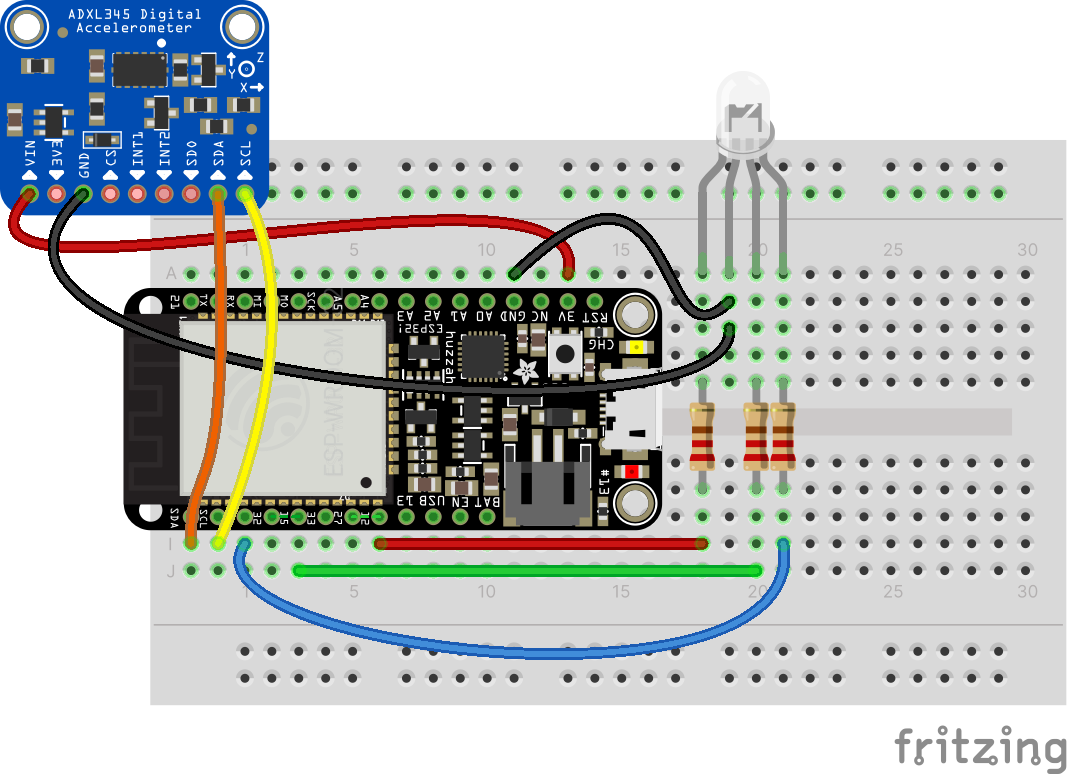 ADXL345 Digital
Accelerometer
Z
Y
X
VIN
3V3
GND
CS
INT1
INT2
SDO
SDA
SCL
1 5 10 15 20 25 30
A
21 TX RX MI MO SCK A5 A4 A3 A2 A1 A0 GND NC 3V RST
ESP32!
huzzah
CHG
ESP-WROOM
#13
SDA SCL 32 15 33 27 12 13 USB EN BAT
I
J
1 5 10 15 20 25 30
fritzing